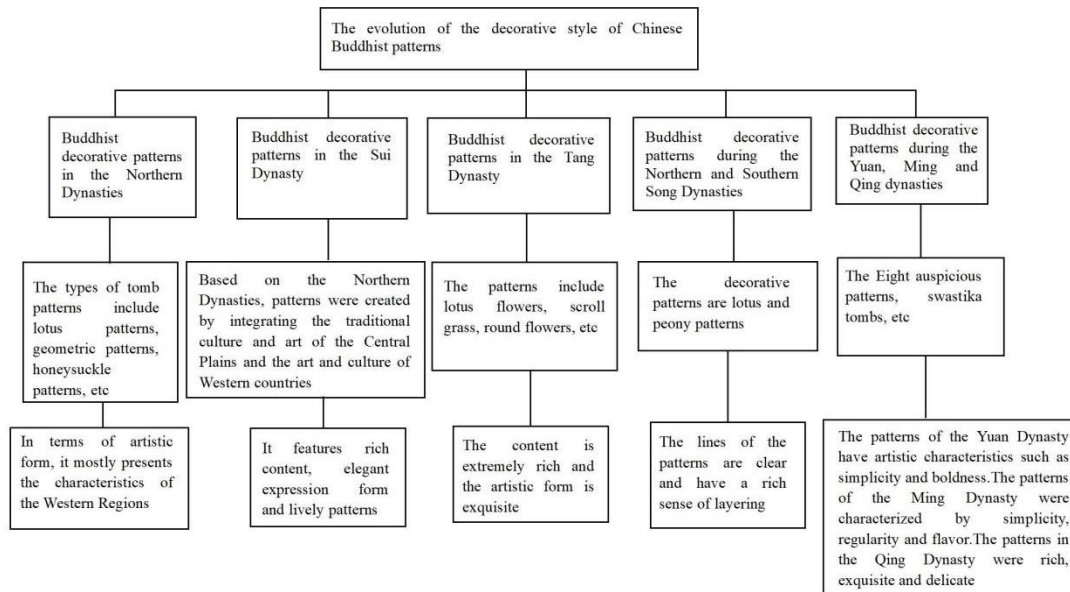 The evolution of the decorative style of Chinese
Buddhist patterns
Buddhist
decorative patterns
in the Northern
Dynasties
Buddhist decorative
patterns in the Sui
Dynasty
Buddhist decorative
patterns in the Tang
Dynasty
Buddhist decorative
patterns during the
Northern and Southern
Song Dynasties
Buddhist decorative
patterns during the
Yuan, Ming and
Qing dynasties
The types of tomb
patterns include
lotus patterns,
geometric patterns,
honeysuckle
patterns, etc
Based on the Northern
Dynasties, patterns were created
by integrating the traditional
culture and art of the Central
Plains and the art and culture of
Western countries
The patterns include
lotus flowers, scroll
grass, round flowers, etc
The decorative
patterns are lotus and
peony patterns
The Eight auspicious
patterns, swastika
tombs, etc
In terms of artistic
form, it mostly presents
the characteristics of
the Western Regions
It features rich
content, elegant
expression form
and lively patterns
The content is
extremely rich and
the artistic form is
exquisite
The lines of the
patterns are clear
and have a rich
sense of layering
The patterns of the Yuan Dynasty
have artistic characteristics such as
simplicity and boldness.The patterns
of the Ming Dynasty were
characterized by simplicity,
regularity and flavor.The patterns in
the Qing Dynasty were rich,
exquisite and delicate